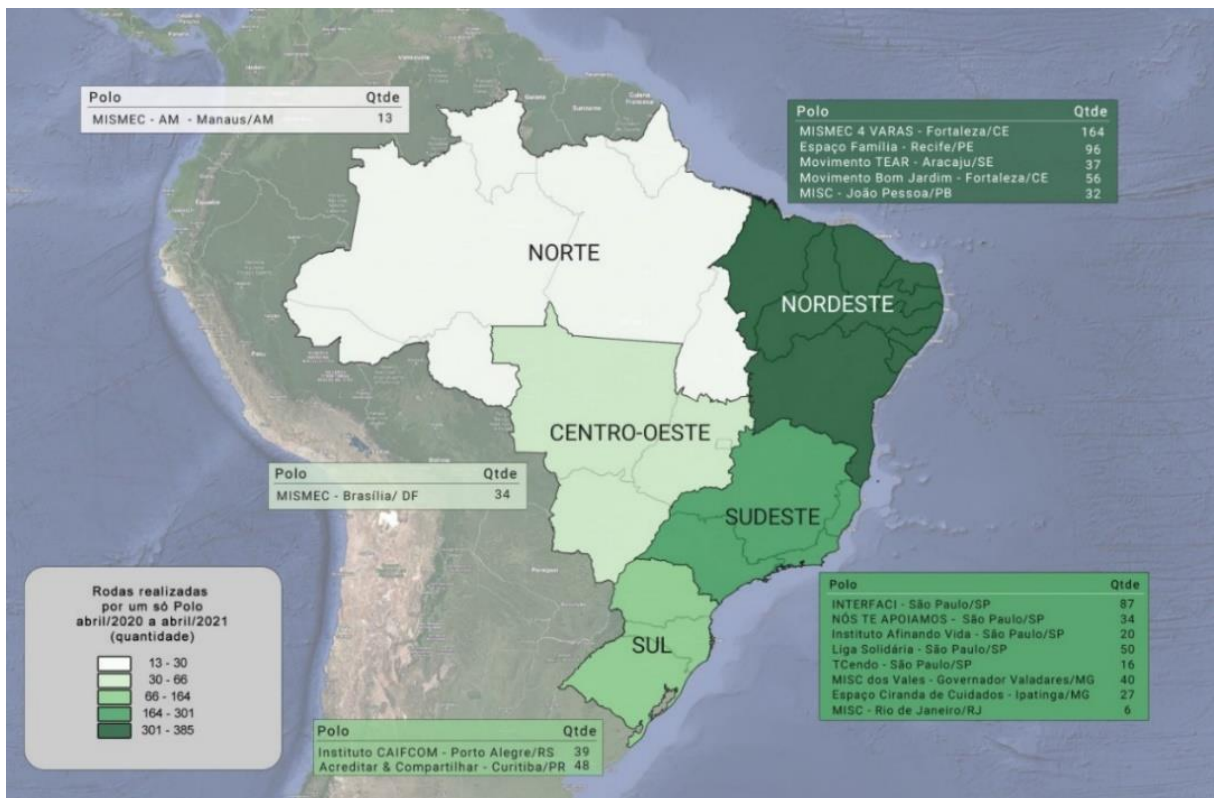 Polo Qtde
MISMEC - AM - Manaus/AM 13
Polo Qtde
MISMEC 4 VARAS - Fortaleza/CE 164
Espaço Família - Recife/PE 96
Movimento TEAR - Aracaju/SE 37
Movimento Bom Jardim - Fortaleza/CE 56
MISC - João Pessoa/PB 32
NORTE
NORDESTE
CENTRO-OESTE
Polo Qtde
MISMEC - Brasília/ DF 34
SUDESTE
SUL
Rodas realizadas
por um só Polo
abril/2020 a abril/2021
(quantidade)
13 - 30
30 - 66
66 - 164
164 - 301
301 - 385
Polo Qtde
INTERFACI - São Paulo/SP 87
NÓS TE APOIAMOS - São Paulo/SP 34
Instituto Afinando Vida - São Paulo/SP 20
Liga Solidária - São Paulo/SP 50
TCendo - São Paulo/SP 16
MISC dos Vales - Governador Valadares/MG 40
Espaço Ciranda de Cuidados - Ipatinga/MG 27
MISC - Rio de Janeiro/RJ 6
Polo Qtde
Instituto CAIFCOM - Porto Alegre/RS 39
Acreditar & Compartilhar - Curitiba/PR 48